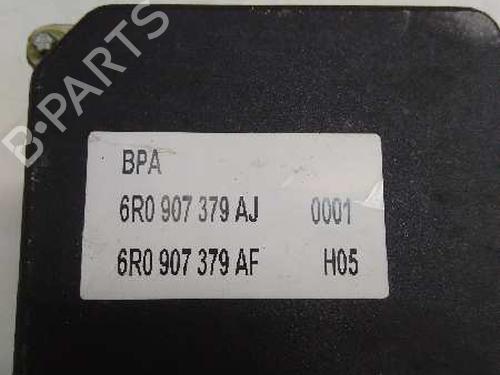 B-PARTS
BPA
6R0 907 379 AJ 0001
6R0 907 379 AF H05